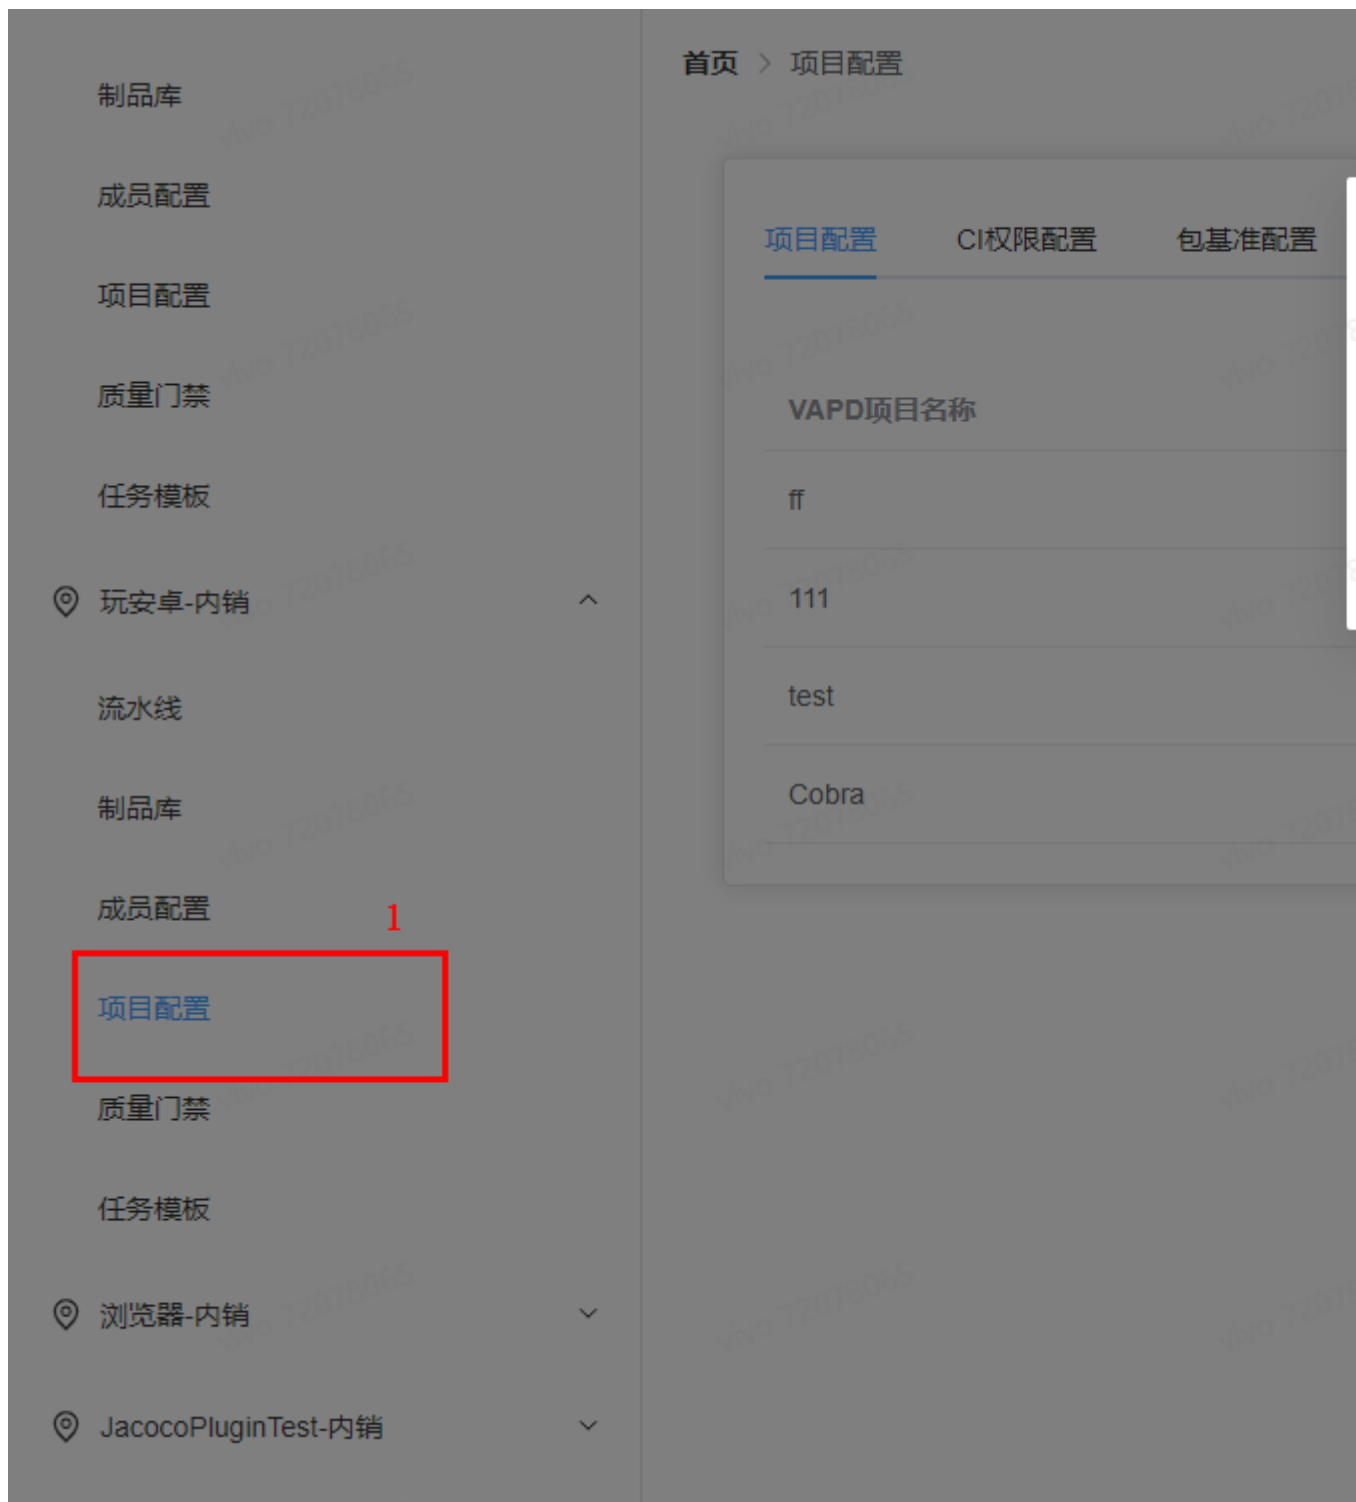 制品库
成员配置
项目配置
质量门禁
任务模板
玩安卓-内销
流水线
制品库
成员配置
1
项目配置
质量门禁
任务模板
浏览器-内销
JacocoPluginTest-内销
首页 > 项目配置
项目配置 CI权限配置 包基准配置
VAPD项目名称
ff
111
test
Cobra
vivo 72078065